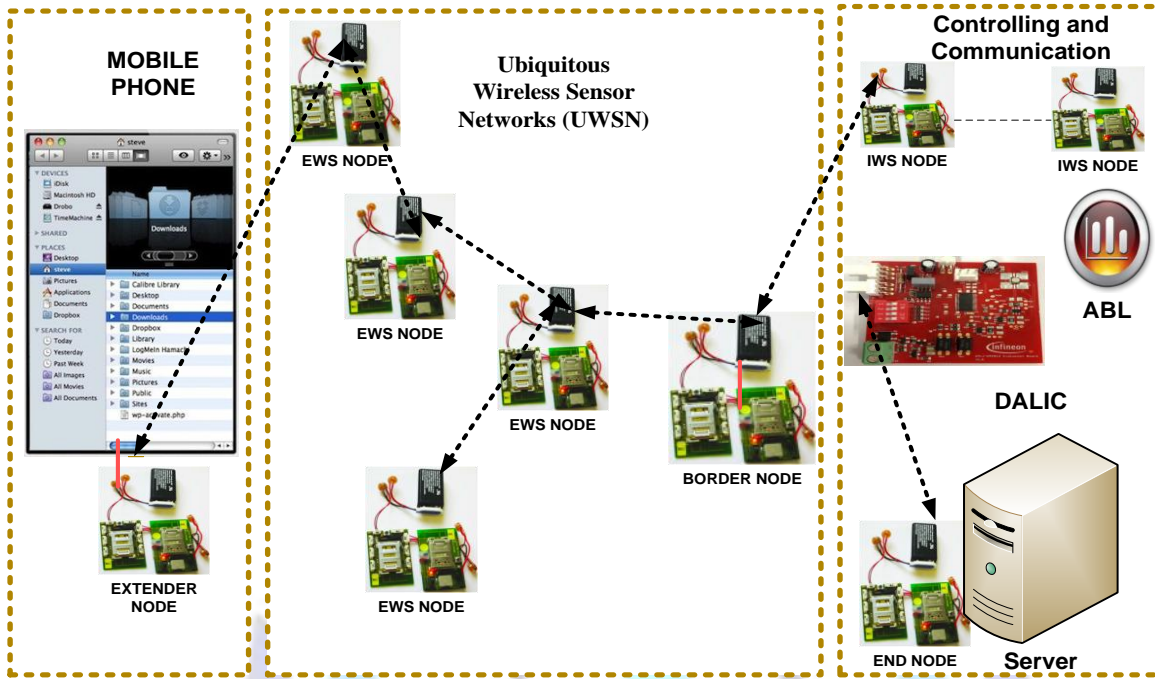 MOBILE
PHONE
steve
DEVICES
iDisk
Macintosh HD
Drobo
TimeMachine
SHARED
PLACES
Desktop
steve
Pictures
Applications
Documents
Dropbox
SEARCH FOR
Today
Yesterday
Past Week
All Images
All Movies
All Documents
Downloads
Name
Calibre Library
Desktop
Documents
Downloads
Dropbox
Library
LogMeIn Hamach
Movies
Music
Pictures
Public
Sites
wp-activate.php
EXTENDER
NODE
Ubiquitous
Wireless Sensor
Networks (UWSN)
EWS NODE
EWS NODE
EWS NODE
EWS NODE
BORDER NODE
Controlling and
Communication
IWS NODE
IWS NODE
ABL
infineon
DALIC
END NODE
Server